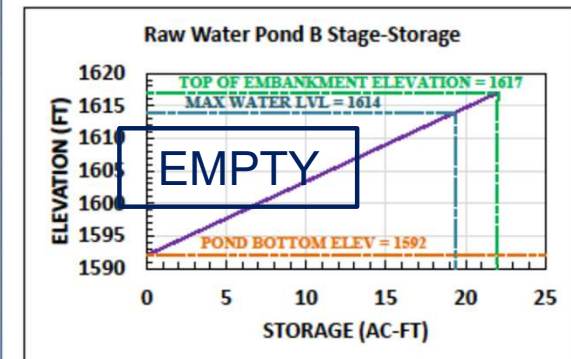 Raw Water Pond B Stage-Storage
ELEVATION (FT)
1620
1615
1610
1605
1600
1595
1590
TOP OF EMBANKMENT ELEVATION = 1617
MAX WATER LVL = 1614
EMPTY
POND BOTTOM ELEV = 1592
0 5 10 15 20 25
STORAGE (AC-FT)